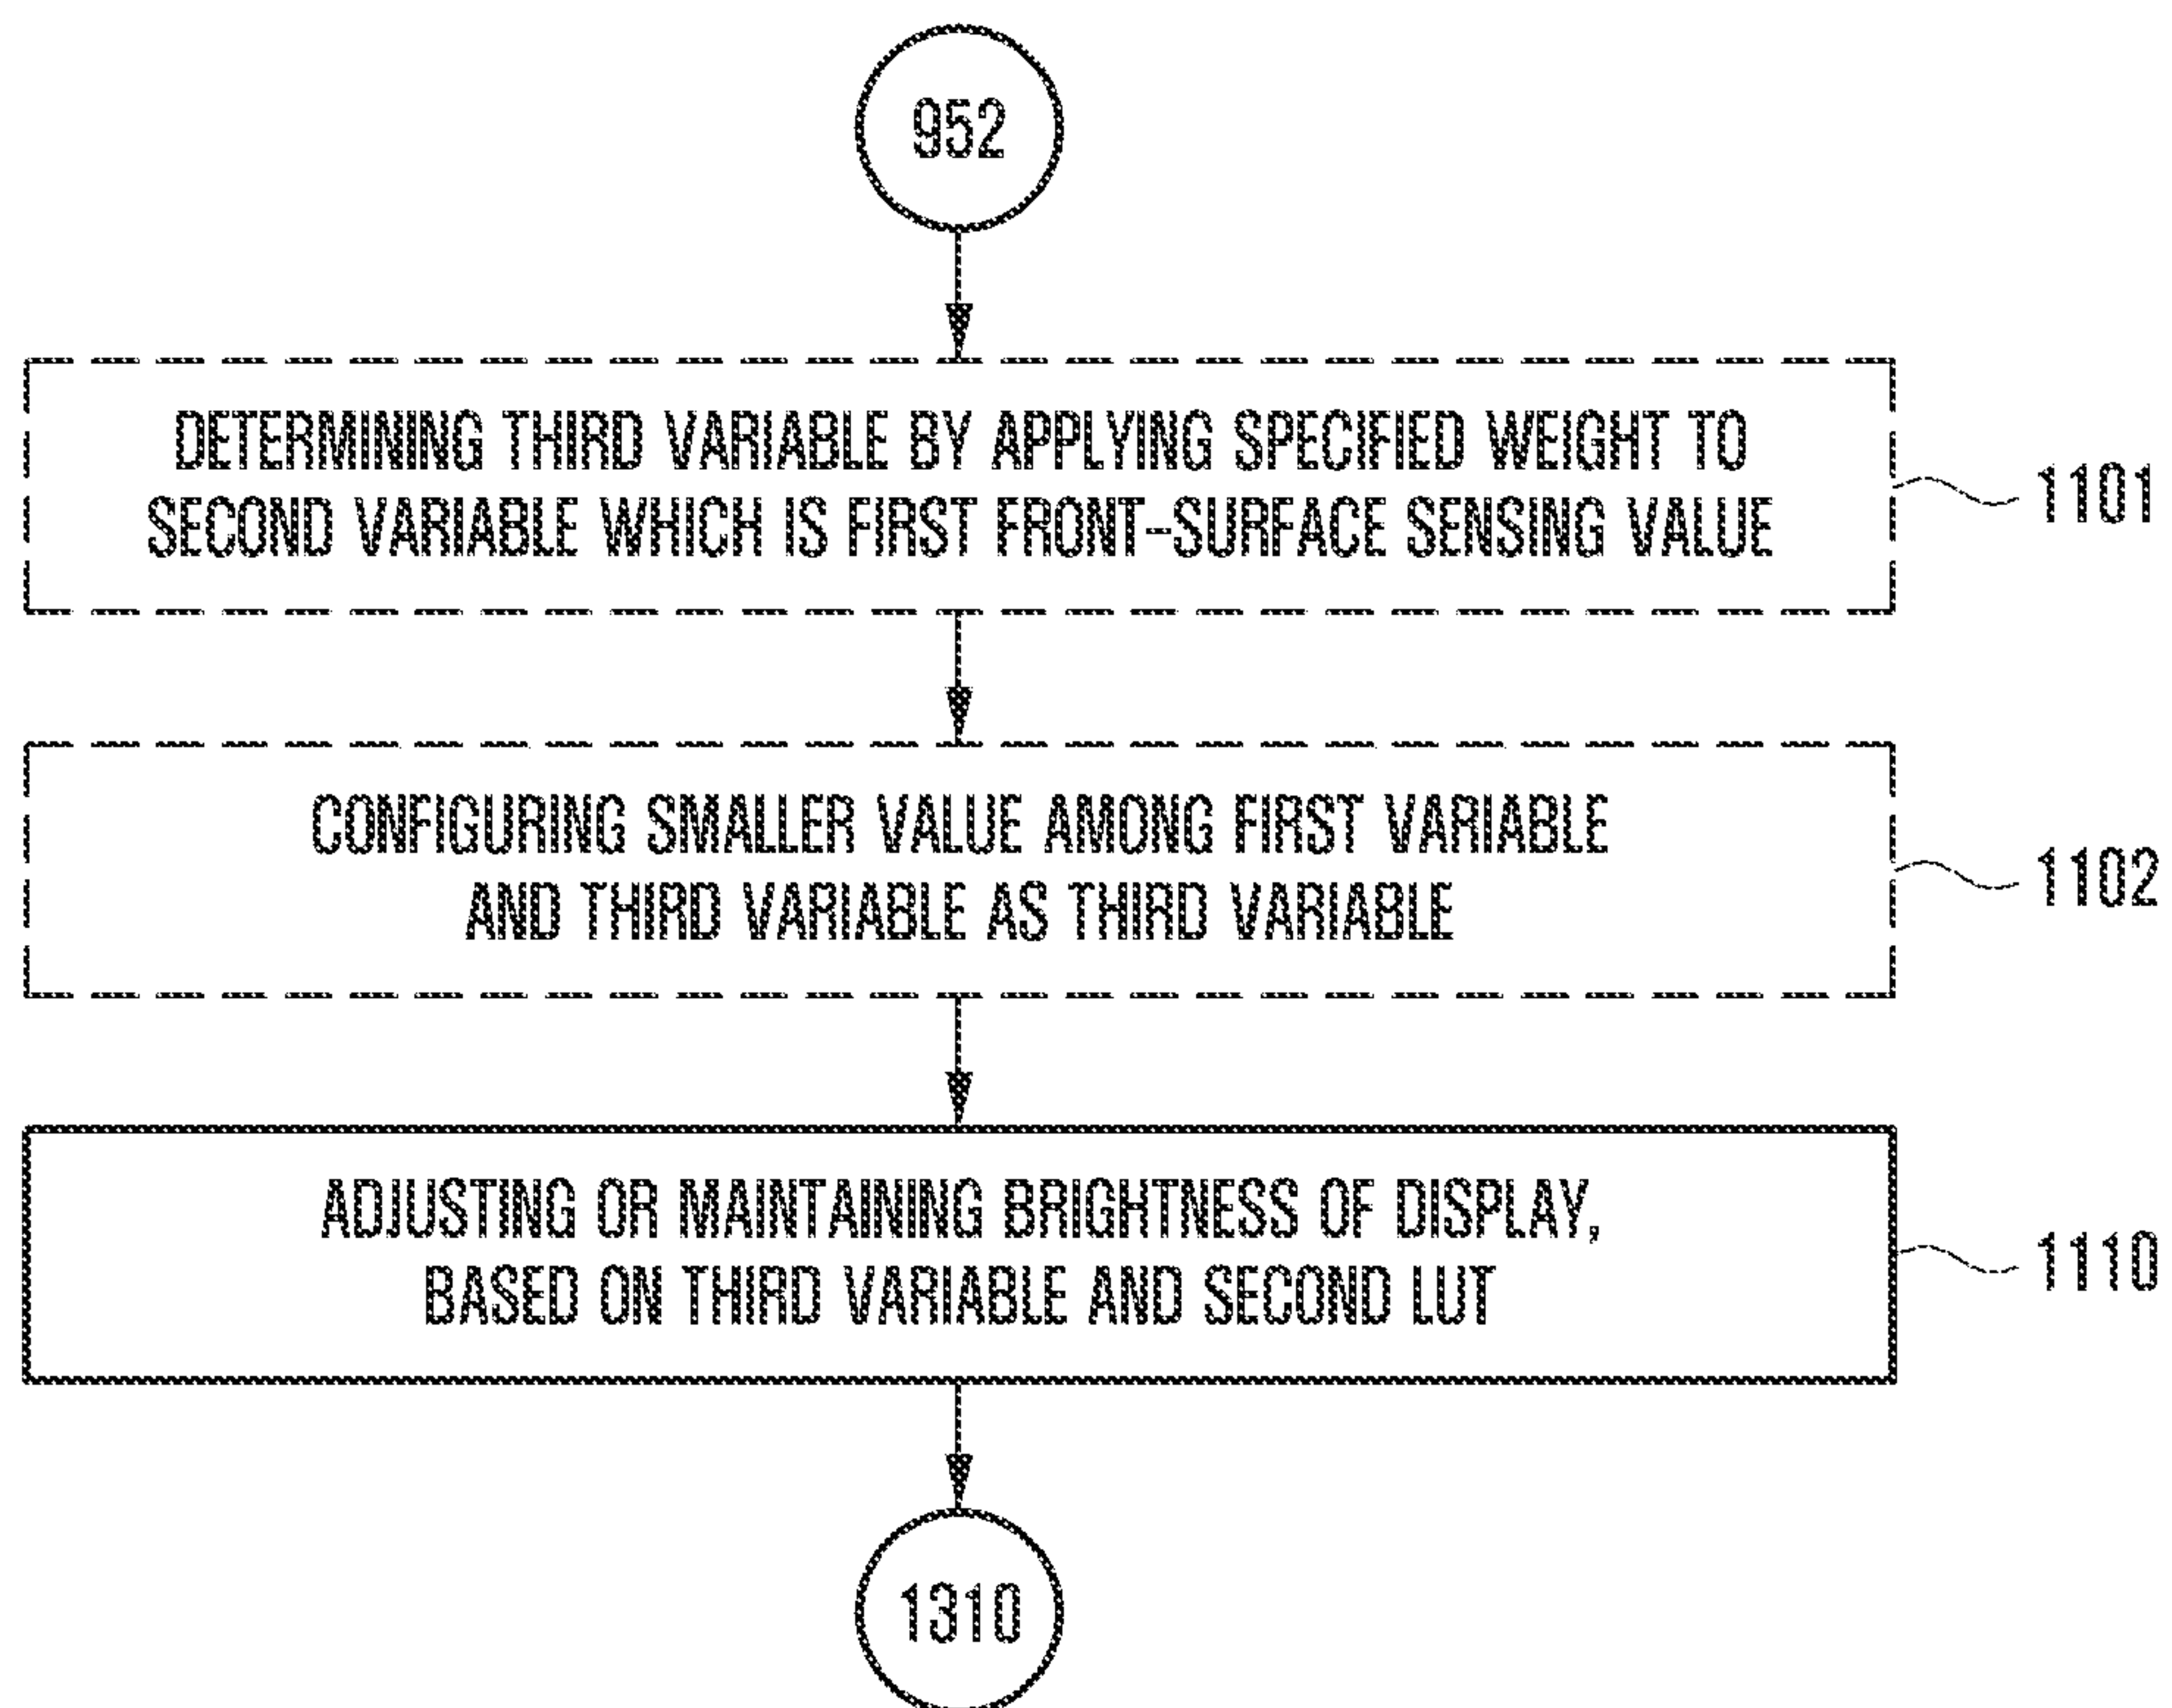 952
DETERMINING THIRD VARIABLE BY APPLYING SPECIFIED WEIGHT TO
SECOND VARIABLE WHICH IS FIRST FRONT-SURFACE SENSING VALUE
1101
CONFIGURING SMALLER VALUE AMONG FIRST VARIABLE
AND THIRD VARIABLE AS THIRD VARIABLE
1102
ADJUSTING OR MAINTAINING BRIGHTNESS OF DISPLAY,
BASED ON THIRD VARIABLE AND SECOND LUT
1110
1310